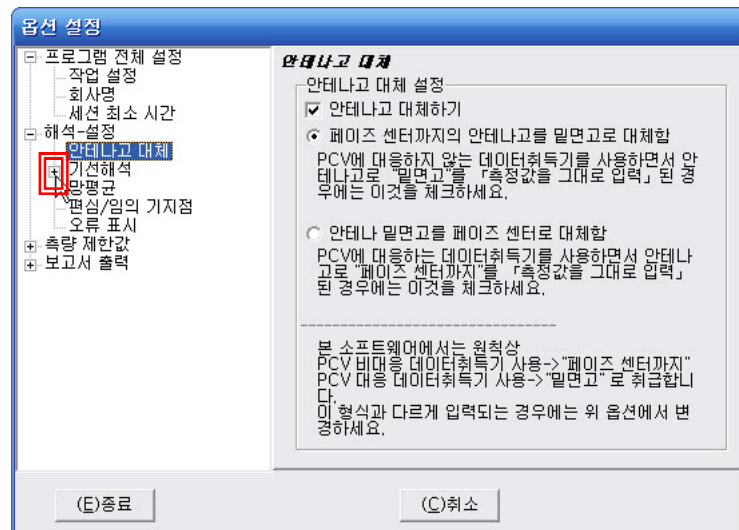 옵션 설정
프로그램 전체 설정
작업 설정
회사명
세션 최소 시간
해석-설정
안테나고 대체
기선해석
망평균
편심/임의 기지점
오류 표시
측량 제한값
보고서 출력
안테나고 대체
안테나고 대체 설정
안테나고 대체하기
페이즈 센터까지의 안테나고를 밑면고로 대체함
PCV에 대응하지 않는 데이터취득기를 사용하면서 안
테나고로 "밑면고"를 「측정값을 그대로 입력」 된 경
우에는 이것을 체크하세요.
안테나 밑면고를 페이즈 센터로 대체함
PCV에 대응하는 데이터취득기를 사용하면서 안테나
고로 "페이즈 센터까지"를 「측정값을 그대로 입력」
된 경우에는 이것을 체크하세요.
--------------------------------
본 소프트웨어에서는 원칙상
PCV 비대응 데이터취득기 사용->"페이즈 센터까지"
PCV 대응 데이터취득기 사용->"밑면고" 로 취급합니
다.
이 형식과 다르게 입력되는 경우에는 위 옵션에서 변
경하세요.
(E)종료
(C)취소